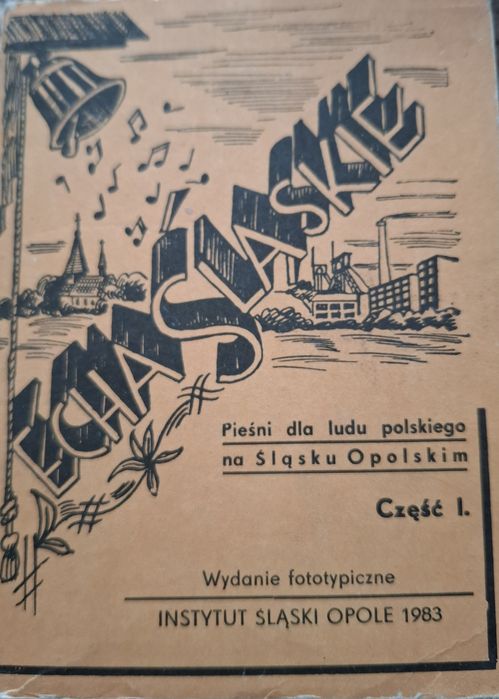 ECHA ŚLĄSKIE
Pieśni dla ludu polskiego
na Śląsku Opolskim
Część I.
Wydanie fototypiczne
INSTYTUT ŚLĄSKI OPOLE 1983